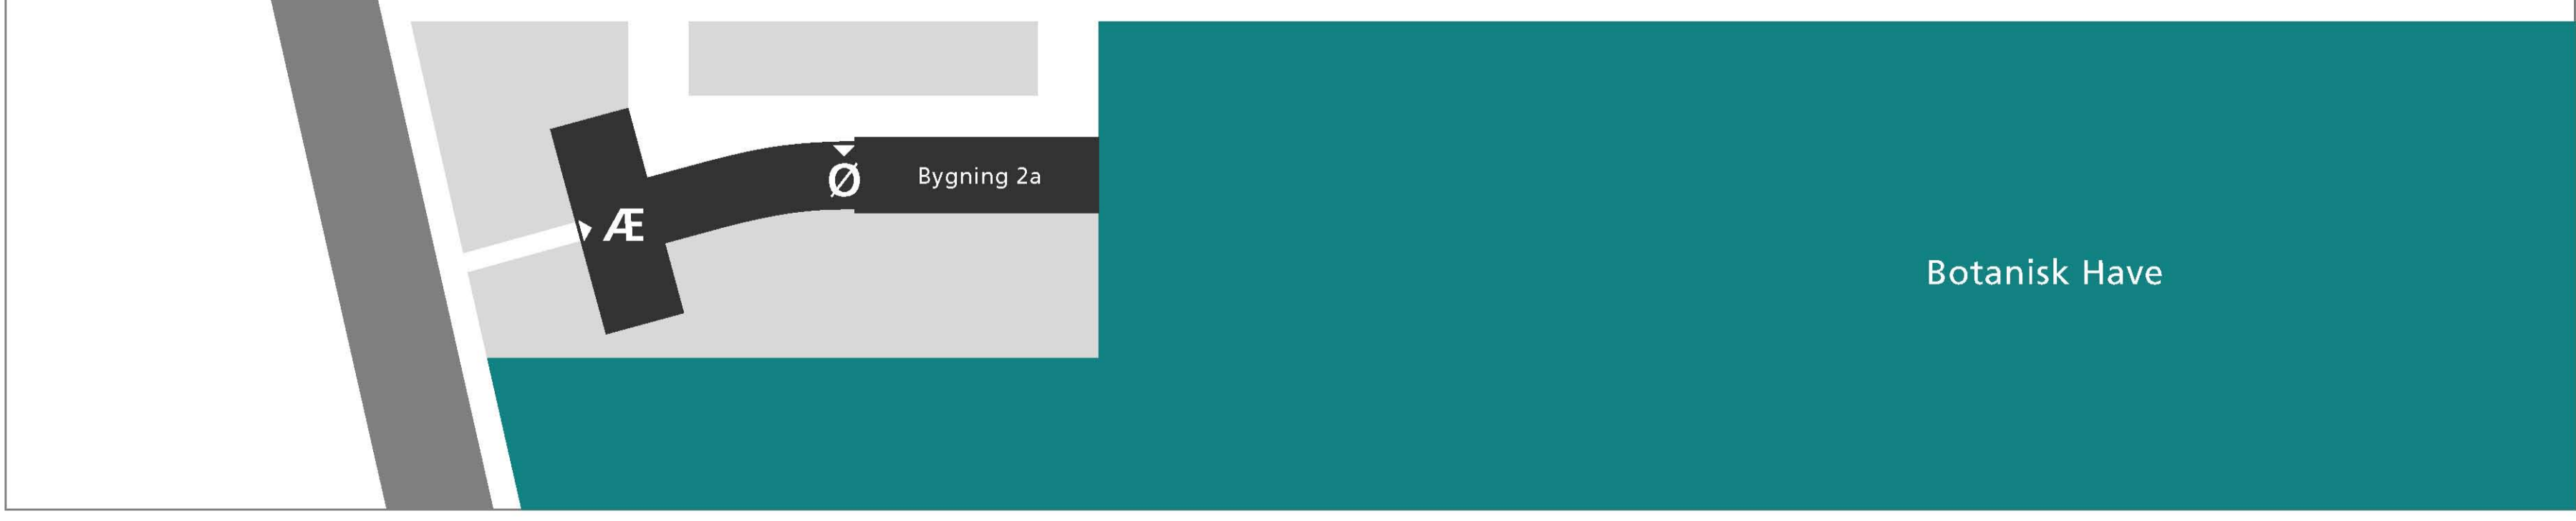 Ø
Bygning 2a
Æ
Botanisk Have